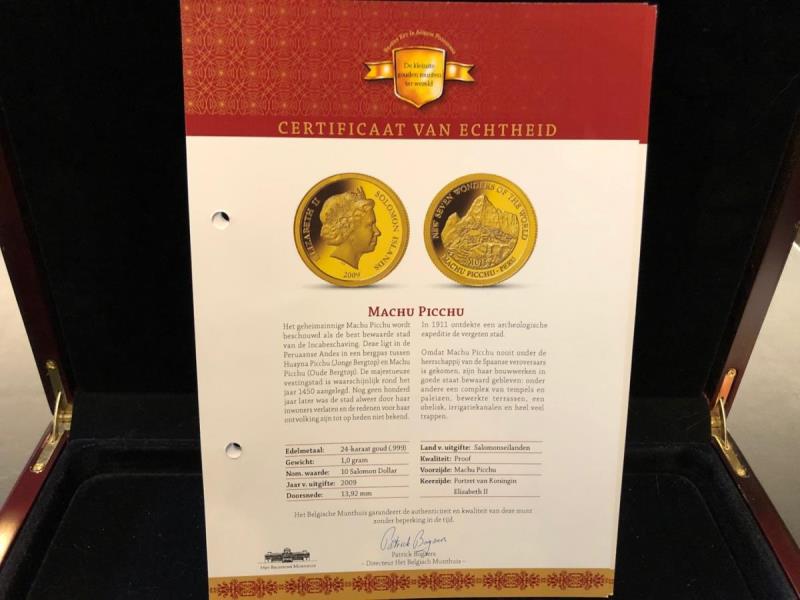 De kleinste
gouden munten
ter wereld
CERTIFICAAT VAN ECHTHEID
ELIZABETH II
SOLOMON ISLANDS
2009
NEW SEVEN WONDERS OF THE WORLD
MACHU PICCHU - PERU
MACHU PICCHU
Het geheimzinnige Machu Picchu wordt
beschouwd als de best bewaarde stad
van de Incabeschaving. Deze ligt in de
Peruaanse Andes in een bergpas tussen
Huayna Picchu (Jonge Bergtop) en Machu
Picchu (Oude Bergtop). De majestueuze
vestingstad is waarschijnlijk rond het
jaar 1450 aangelegd. Nog geen honderd
jaar later was de stad alweer door haar
inwoners verlaten en de redenen voor haar
ontvolking zijn tot op heden niet bekend.
In 1911 ontdekte een archeologische
expeditie de vergeten stad.
Omdat Machu Picchu nooit onder de
heerschappij van de Spaanse veroveraars
is gekomen, zijn haar bouwwerken in
goede staat bewaard gebleven: onder
andere een complex van tempels en
paleizen, bewerkte terrassen, een
obelisk, irrigatiekanalen en heel veel
trappen.
Edelmetaal: 24-karaat goud (.999)
Gewicht: 1,0 gram
Nom. waarde: 10 Salomon Dollar
Jaar v. uitgifte: 2009
Doorsnede: 13,92 mm
Land v. uitgifte: Salomonseilanden
Kwaliteit: Proof
Voorzijde: Machu Picchu
Keerzijde: Portret van Koningin
Elizabeth II
Het Belgische Munthuis garandeert de authenticiteit en kwaliteit van deze munt
zonder beperking in de tijd.
Patrick Bogaers
- Directeur Het Belgisch Munthuis -
HET BELGISCHE MUNTHUIS